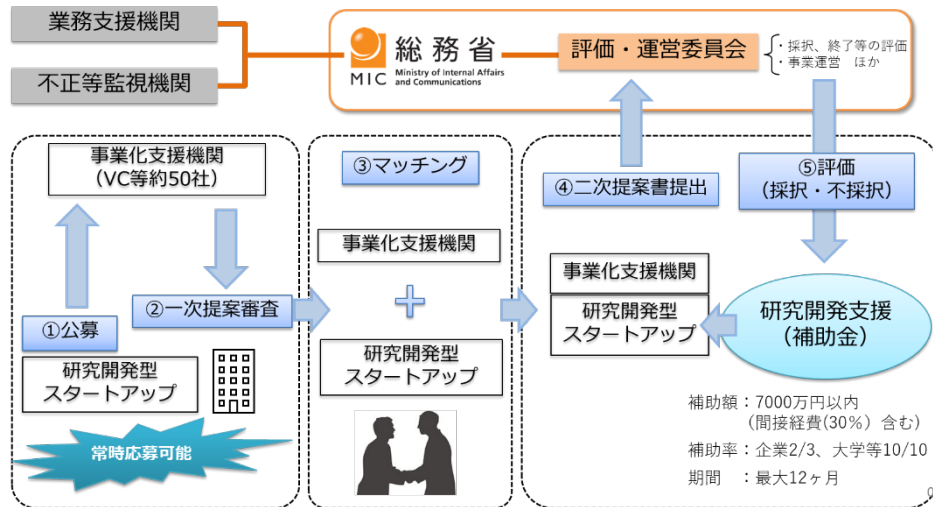 業務支援機関
不正等監視機関
MIC
総務省
Ministry of Internal Affairs
and Communications
評価・運営委員会
・採択、終了等の評価
・事業運営　ほか
事業化支援機関
（VC等約50社）
①公募
②一次提案審査
研究開発型
スタートアップ
常時応募可能
③マッチング
事業化支援機関
＋
研究開発型
スタートアップ
④二次提案書提出
⑤評価
（採択・不採択）
事業化支援機関
研究開発型
スタートアップ
研究開発支援
（補助金）
補助額：7000万円以内
（間接経費(30％）含む）
補助率：企業2/3、大学等10/10
期間　：最大12ヶ月